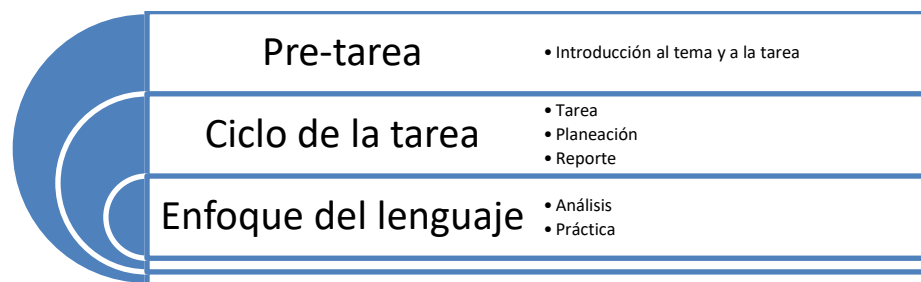 Pre-tarea
• Introducción al tema y a la tarea
Ciclo de la tarea
• Tarea
• Planeación
• Reporte
Enfoque del lenguaje
• Análisis
• Práctica